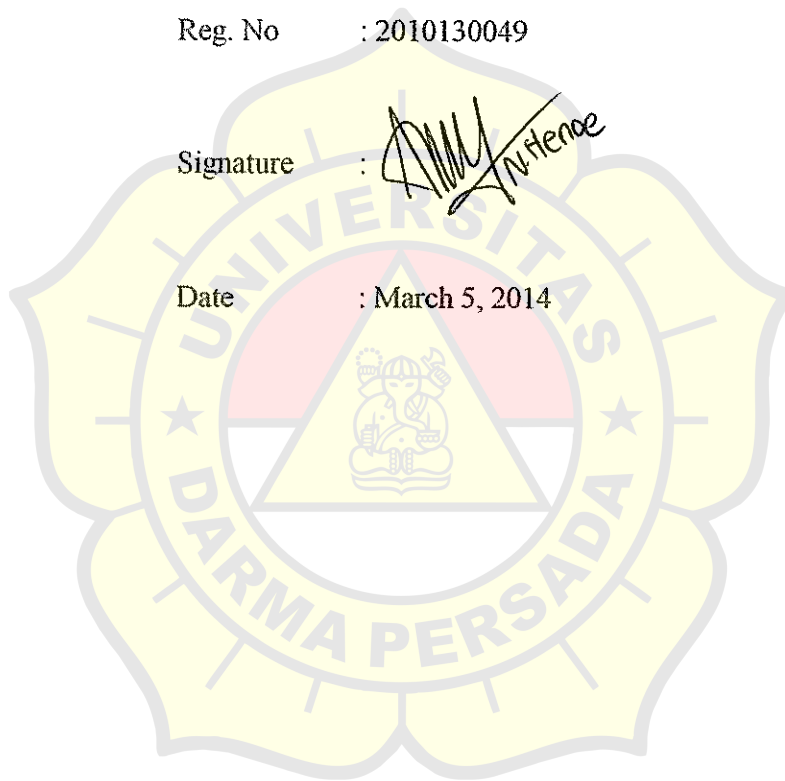 Reg. No : 2010130049
Signature :
Date : March 5, 2014
UNIVERSITAS
DARMA PERSADA